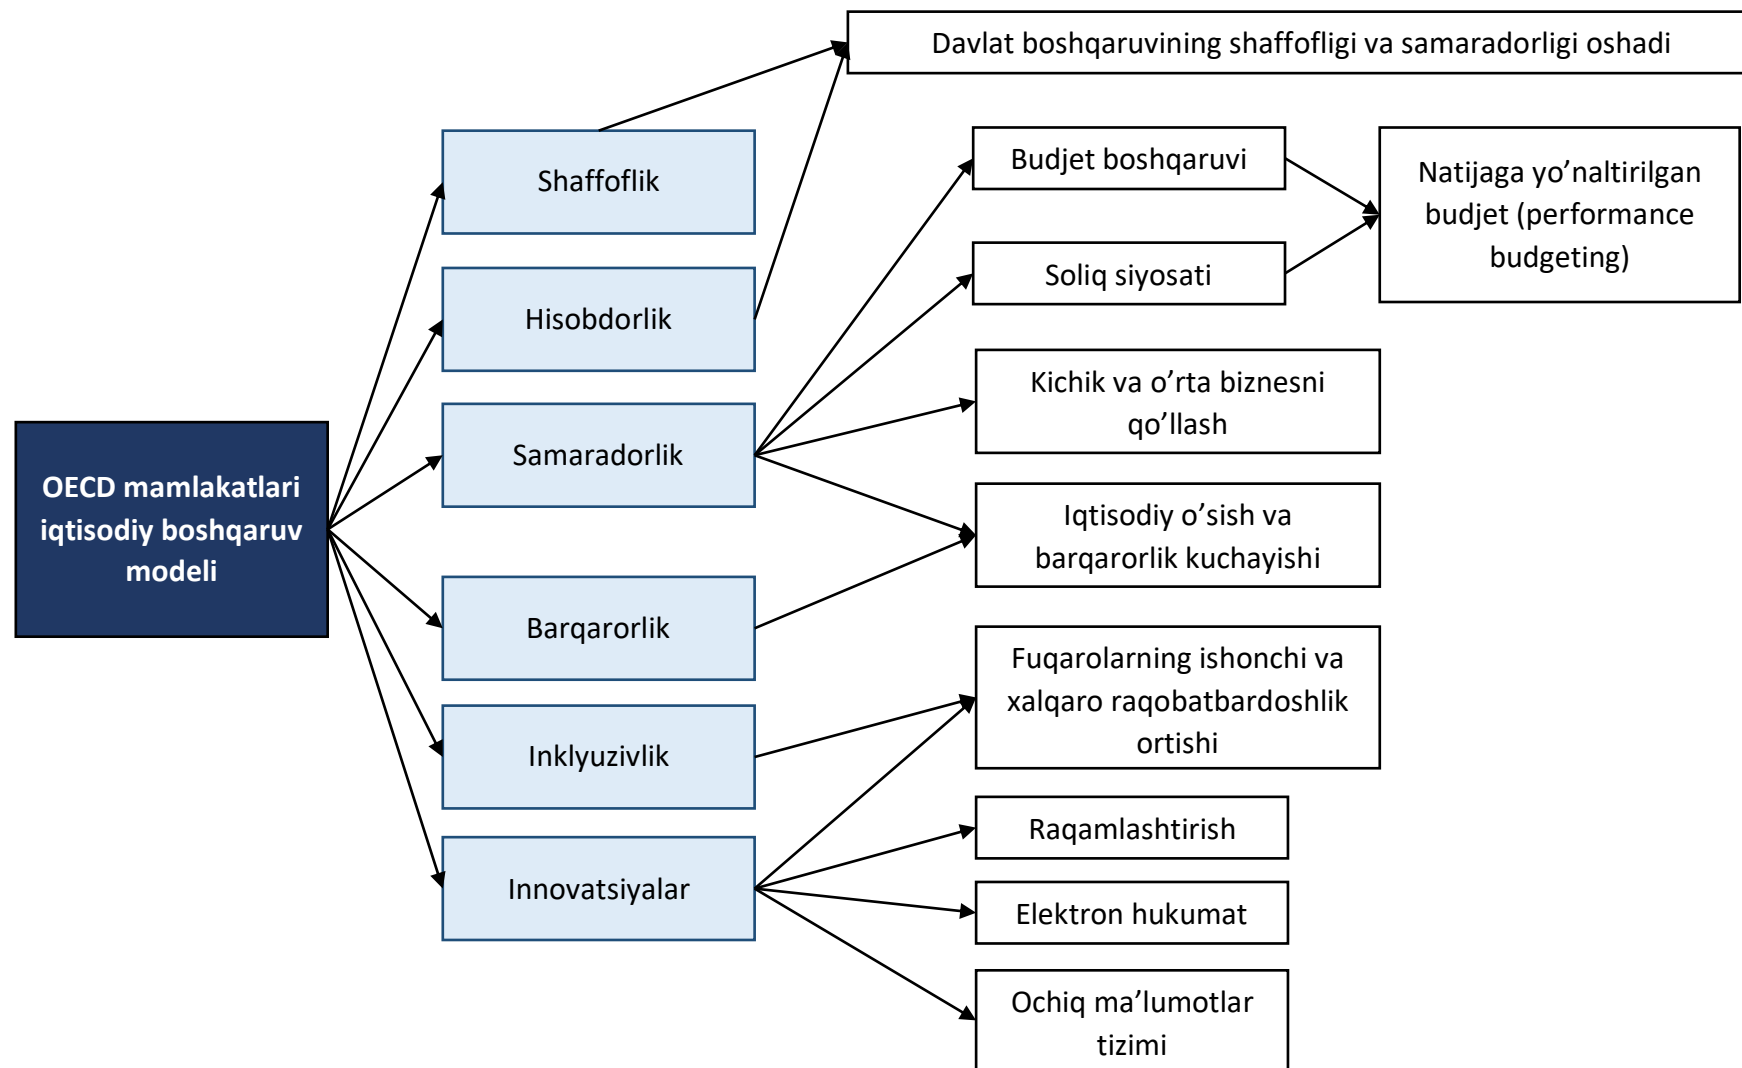 Davlat boshqaruvining shaffofligi va samaradorligi oshadi
Shaffoflik
Budjet boshqaruvi
Natijaga yo’naltirilgan
budjet (performance
budgeting)
Hisobdorlik
Soliq siyosati
Kichik va o’rta biznesni
qo’llash
Samaradorlik
OECD mamlakatlari
iqtisodiy boshqaruv
modeli
Iqtisodiy o’sish va
barqarorlik kuchayishi
Barqarorlik
Fuqarolarning ishonchi va
xalqaro raqobatbardoshlik
ortishi
Inklyuzivlik
Raqamlashtirish
Innovatsiyalar
Elektron hukumat
Ochiq ma’lumotlar
tizimi